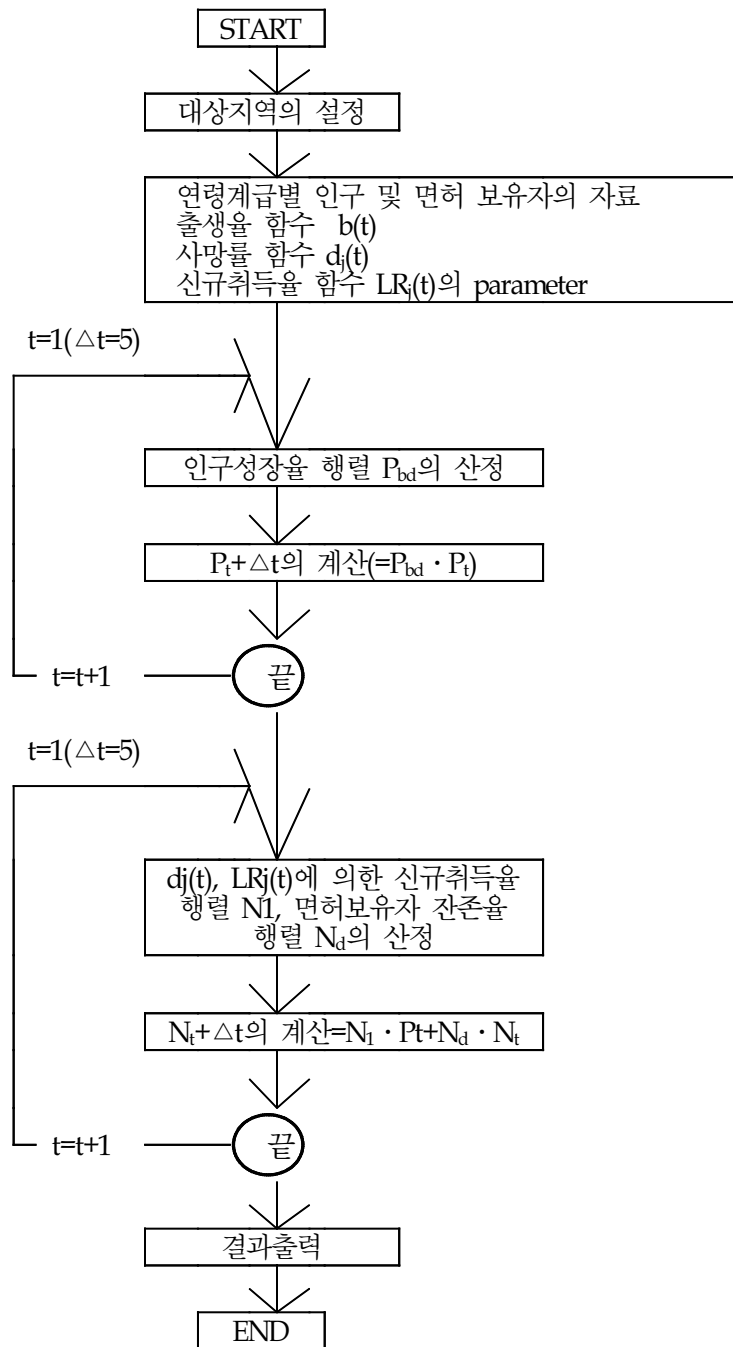 START
대상지역의 설정
연령계급별 인구 및 면허 보유자의 자료
출생율 함수 b(t)
사망률 함수 dj(t)
신규취득율 함수 LRj(t)의 parameter
t=1(△t=5)
인구성장율 행렬 Pbd의 산정
Pt+△t의 계산(=Pbd · Pt)
끝
t=t+1
t=1(△t=5)
dj(t), LRj(t)에 의한 신규취득율
행렬 N1, 면허보유자 잔존율
행렬 Nd의 산정
Nt+△t의 계산=N1 · Pt+Nd · Nt
끝
t=t+1
결과출력
END